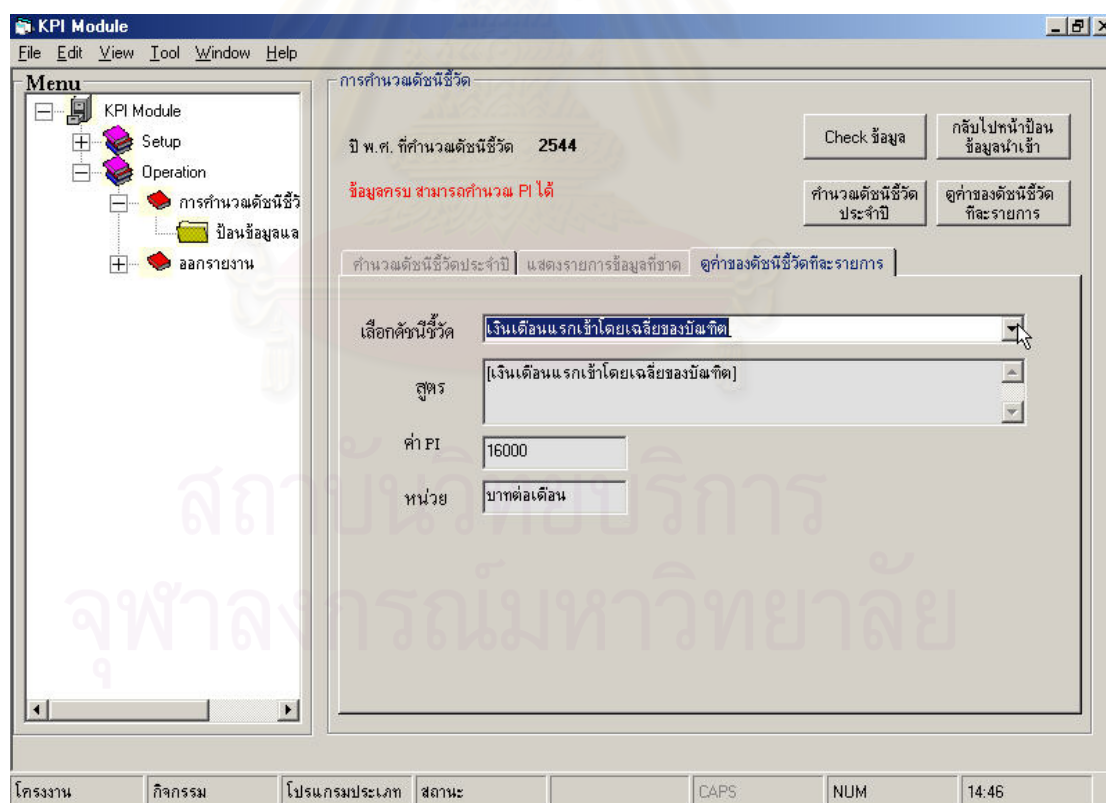 KPI Module
File Edit View Tool Window Help
Menu
KPI Module
Setup
Operation
การคำนวณดัชนีชี้วั
ป้อนข้อมูลแล
ออกรายงาน
การคำนวณดัชนีชี้วัด
ปี พ.ศ. ที่คำนวณดัชนีชี้วัด 2544
ข้อมูลครบ สามารถคำนวณ PI ได้
Check ข้อมูล
กลับไปหน้าป้อน
ข้อมูลนำเข้า
คำนวณดัชนีชี้วัด
ประจำปี
ดูค่าของดัชนีชี้วัด
ทีละรายการ
คำนวณดัชนีชี้วัดประจำปี แสดงรายการข้อมูลที่ขาด ดูค่าของดัชนีชี้วัดทีละรายการ
เลือกดัชนีชี้วัด เงินเดือนแรกเข้าโดยเฉลี่ยของบัณฑิต
สูตร [เงินเดือนแรกเข้าโดยเฉลี่ยของบัณฑิต]
ค่า PI 16000
หน่วย บาทต่อเดือน
สถาบันวิทยบริการ
จุฬาลงกรณ์มหาวิทยาลัย
โครงงาน กิจกรรม โปรแกรมประเภท สถานะ CAPS NUM 14:46